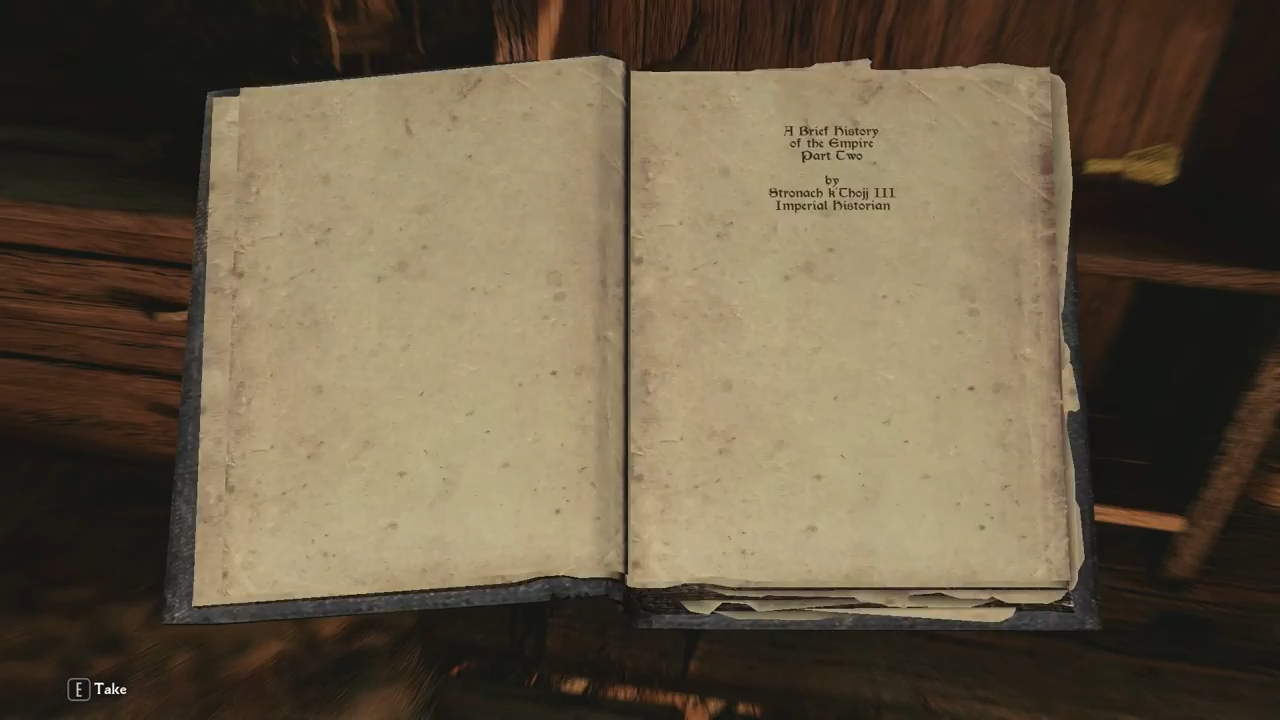 A Brief History
of the Empire
Part Two
by
Stronach k'Thojj III
Imperial Historian
E Take